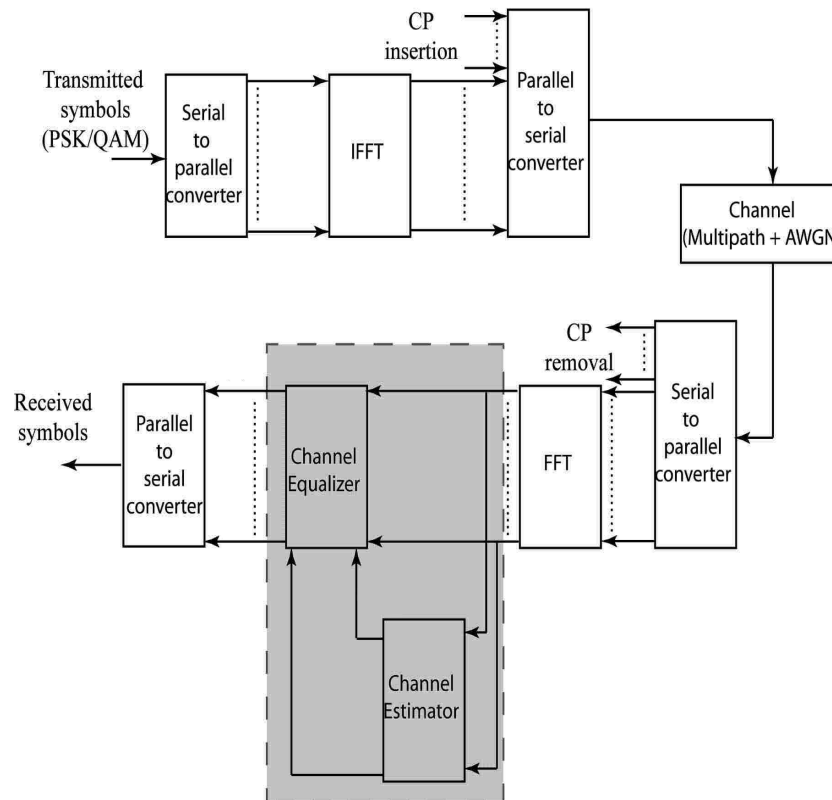 CP
insertion
Transmitted
symbols
(PSK/QAM)
Serial
to
parallel
converter
IFFT
Parallel
to
serial
converter
Channel
(Multipath + AWGN
CP
removal
Serial
to
parallel
converter
FFT
Channel
Equalizer
Parallel
to
serial
converter
Received
symbols
Channel
Estimator